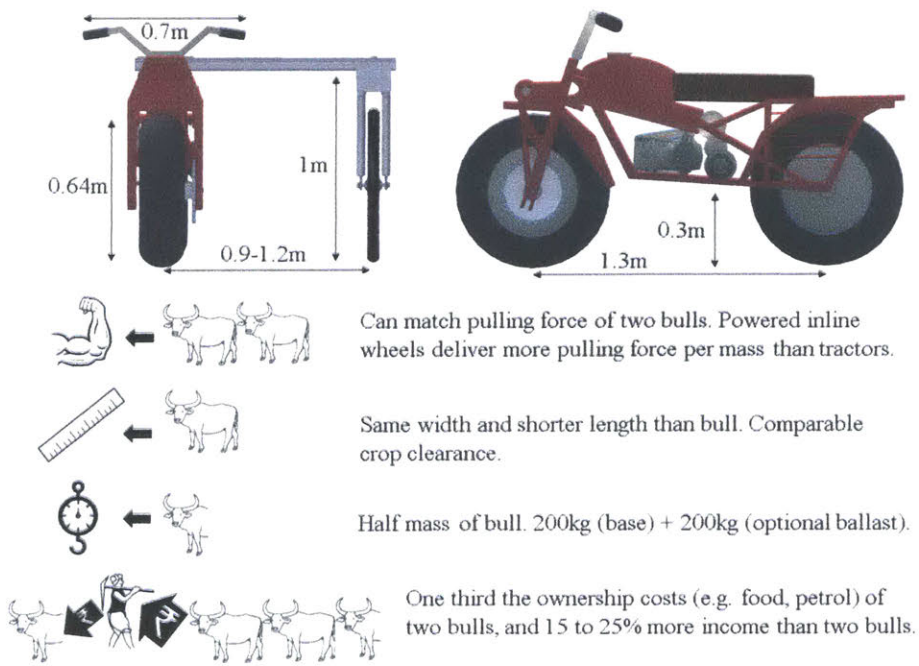 0.7m
0.64m
1m
0.9-1.2m
0.3m
1.3m
Can match pulling force of two bulls. Powered inline
wheels deliver more pulling force per mass than tractors.
Same width and shorter length than bull. Comparable
crop clearance.
Half mass of bull. 200kg (base) + 200kg (optional ballast).
₹
₹
One third the ownership costs (e.g. food, petrol) of
two bulls, and 15 to 25% more income than two bulls.